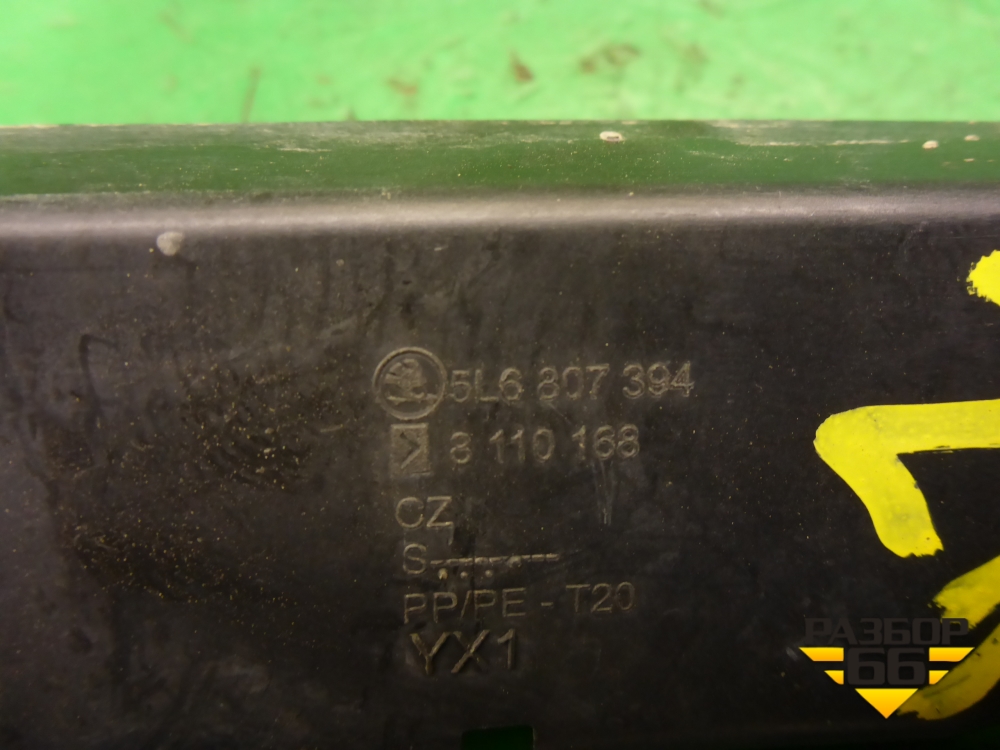 5L6 807 394
8 110 168
CZ
S
PP/PE - T20
YX1
РАЗБОР
66